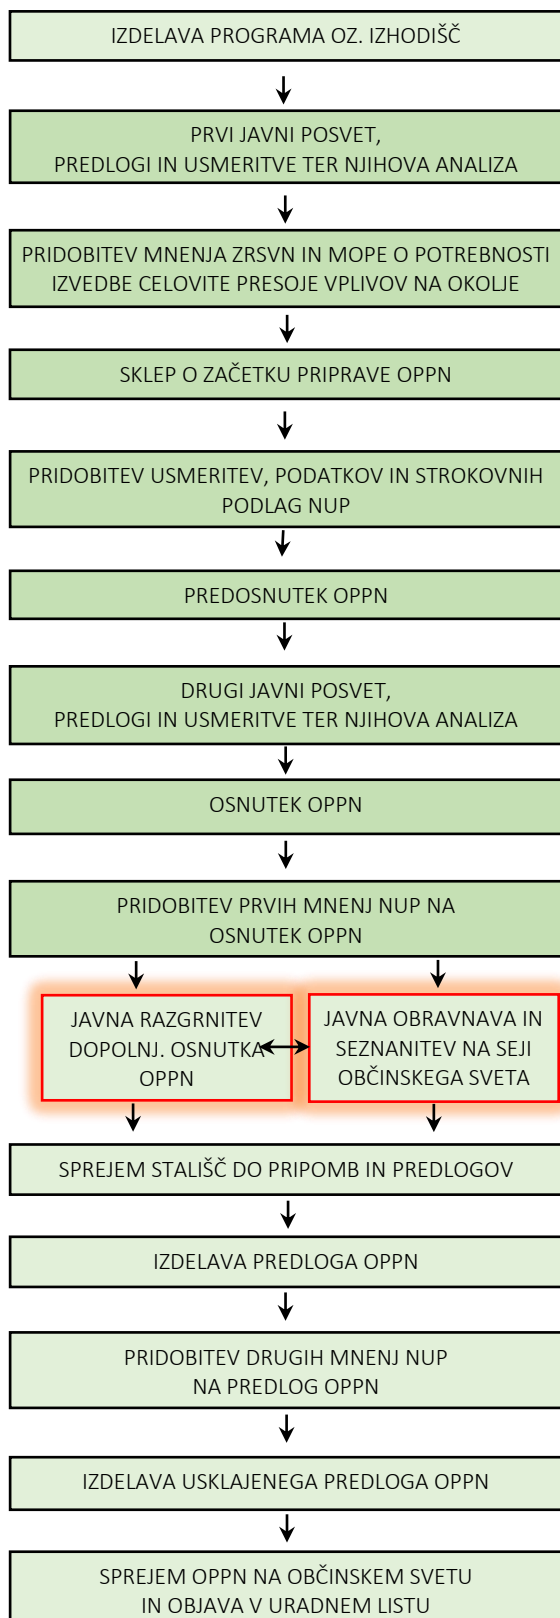 IZDELAVA PROGRAMA OZ. IZHODIŠČ
PRVI JAVNI POSVET,
PREDLOGI IN USMERITVE TER NJIHOVA ANALIZA
PRIDOBITEV MNENJA ZRSVN IN MOPE O POTREBNOSTI
IZVEDBE CELOVITE PRESOJE VPLIVOV NA OKOLJE
SKLEP O ZAČETKU PRIPRAVE OPPN
PRIDOBITEV USMERITEV, PODATKOV IN STROKOVNIH
PODLAG NUP
PREDOSNUTEK OPPN
DRUGI JAVNI POSVET,
PREDLOGI IN USMERITVE TER NJIHOVA ANALIZA
OSNUTEK OPPN
PRIDOBITEV PRVIH MNENJ NUP NA
OSNUTEK OPPN
JAVNA RAZGRNITEV
DOPOLNJ. OSNUTKA
OPPN
JAVNA OBRAVNAVA IN
SEZNANITEV NA SEJI
OBČINSKEGA SVETA
SPREJEM STALIŠČ DO PRIPOMB IN PREDLOGOV
IZDELAVA PREDLOGA OPPN
PRIDOBITEV DRUGIH MNENJ NUP
NA PREDLOG OPPN
IZDELAVA USKLAJENEGA PREDLOGA OPPN
SPREJEM OPPN NA OBČINSKEM SVETU
IN OBJAVA V URADNEM LISTU